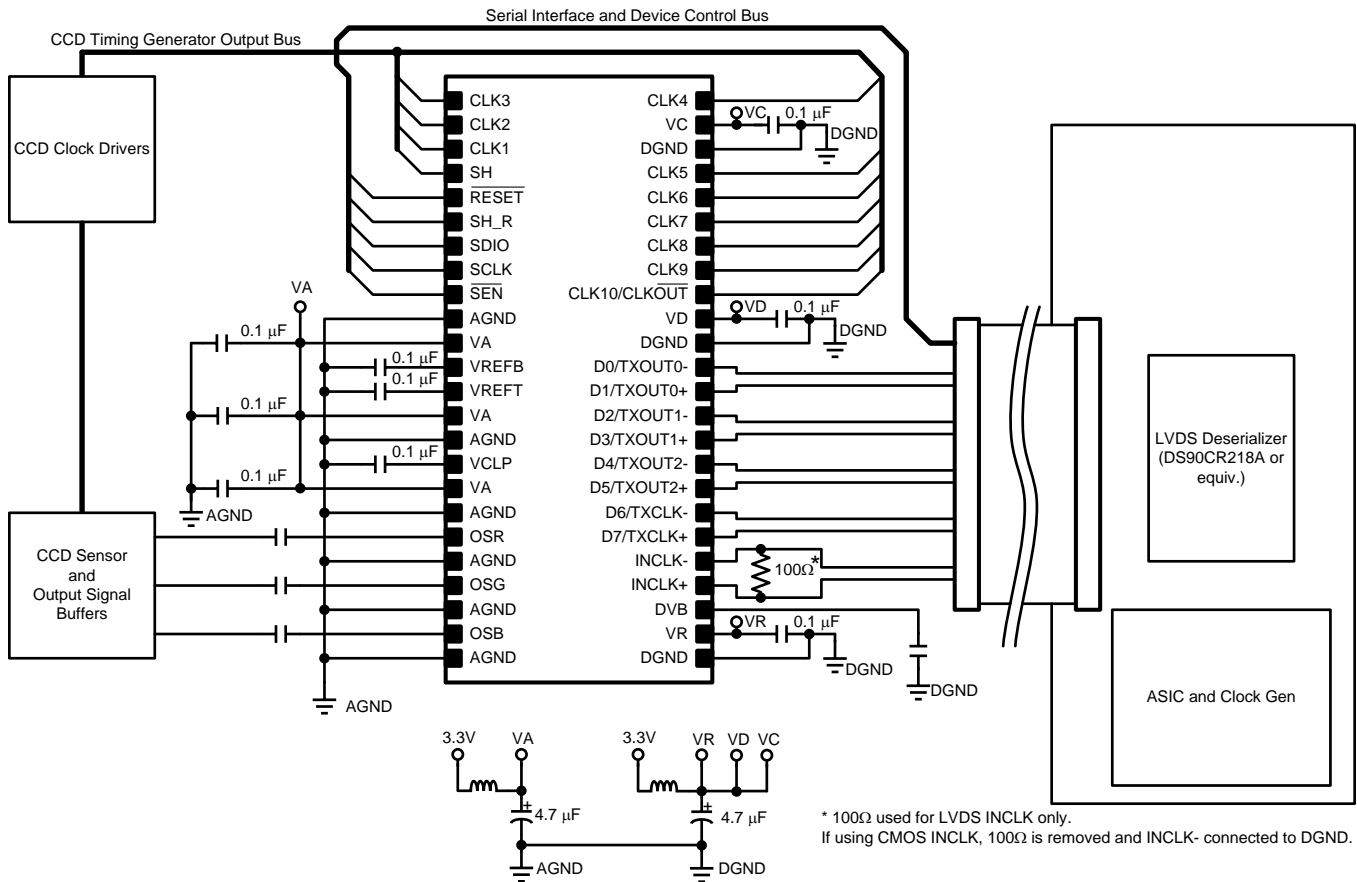 Serial Interface and Device Control Bus
CCD Timing Generator Output Bus
CCD Clock Drivers
CLK3
CLK2
CLK1
SH
RESET
SH_R
SDIO
SCLK
SEN
AGND
VA
VREFB
VREFT
VA
AGND
VCLP
VA
AGND
OSR
AGND
OSG
AGND
OSB
AGND
CLK4
VC
DGND
CLK5
CLK6
CLK7
CLK8
CLK9
CLK10/CLKOUT
VD
DGND
D0/TXOUT0-
D1/TXOUT0+
D2/TXOUT1-
D3/TXOUT1+
D4/TXOUT2-
D5/TXOUT2+
D6/TXCLK-
D7/TXCLK+
INCLK-
INCLK+
DVB
VR
DGND
VC
0.1 μF
DGND
VD
0.1 μF
DGND
100Ω
*
VR
0.1 μF
DGND
DGND
VA
0.1 μF
0.1 μF
0.1 μF
0.1 μF
0.1 μF
0.1 μF
AGND
AGND
CCD Sensor
and
Output Signal
Buffers
LVDS Deserializer
(DS90CR218A or
equiv.)
ASIC and Clock Gen
3.3V
VA
+
4.7 μF
AGND
3.3V
VR
VD
VC
+
4.7 μF
DGND
* 100Ω used for LVDS INCLK only.
If using CMOS INCLK, 100Ω is removed and INCLK- connected to DGND.